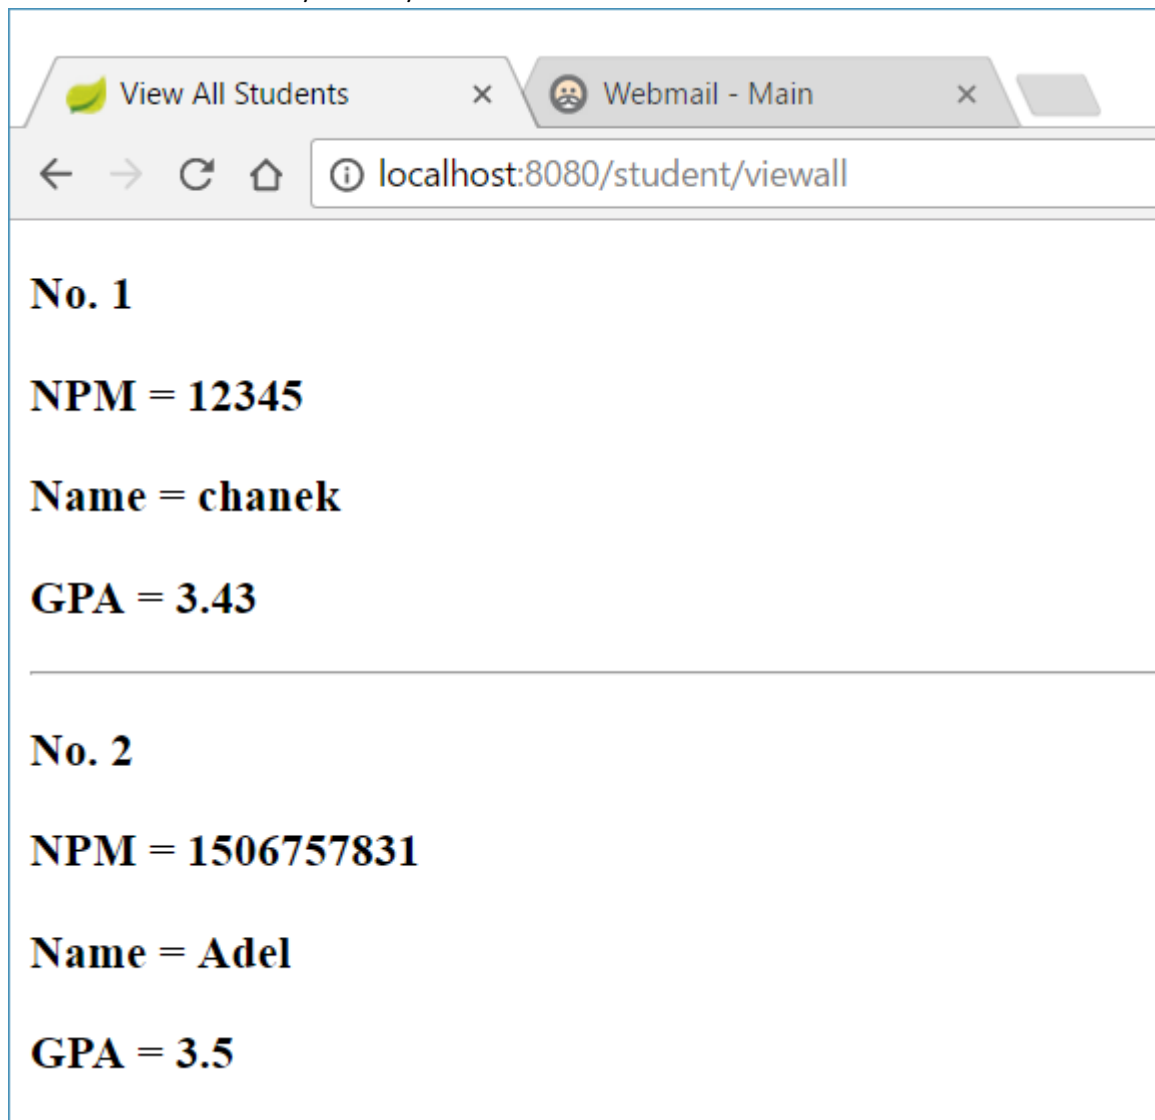 View All Students
Webmail - Main
localhost:8080/student/viewall
No. 1
NPM = 12345
Name = chanek
GPA = 3.43
No. 2
NPM = 1506757831
Name = Adel
GPA = 3.5